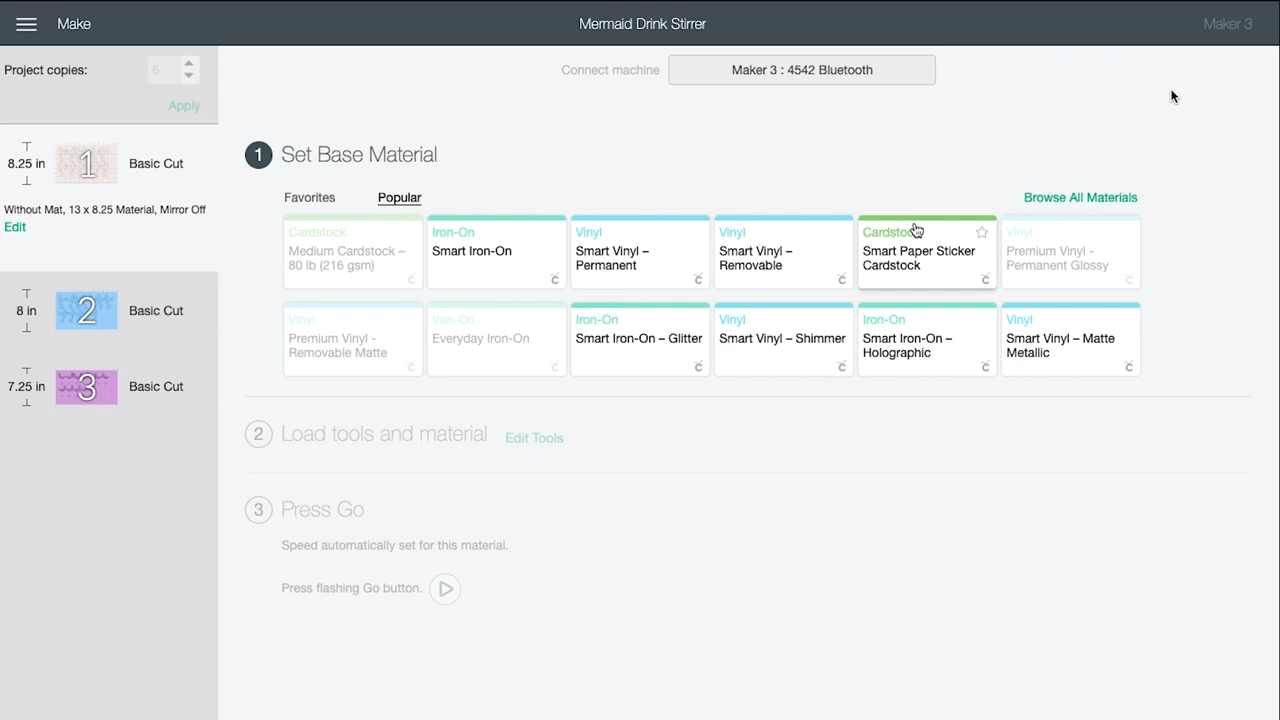 Make
Mermaid Drink Stirrer
Maker 3
Project copies:
6
Apply
8.25 in
1
Basic Cut
Without Mat, 13 x 8.25 Material, Mirror Off
Edit
8 in
2
Basic Cut
7.25 in
3
Basic Cut
Connect machine
Maker 3 : 4542 Bluetooth
1 Set Base Material
Favorites
Popular
Browse All Materials
Cardstock
Medium Cardstock –
80 lb (216 gsm)
Iron-On
Smart Iron-On
Vinyl
Smart Vinyl –
Permanent
Vinyl
Smart Vinyl –
Removable
Cardstock
Smart Paper Sticker
Cardstock
Vinyl
Premium Vinyl -
Permanent Glossy
Vinyl
Premium Vinyl -
Removable Matte
Iron-On
Everyday Iron-On
Iron-On
Smart Iron-On – Glitter
Vinyl
Smart Vinyl – Shimmer
Iron-On
Smart Iron-On –
Holographic
Vinyl
Smart Vinyl – Matte
Metallic
2 Load tools and material
Edit Tools
3 Press Go
Speed automatically set for this material.
Press flashing Go button.